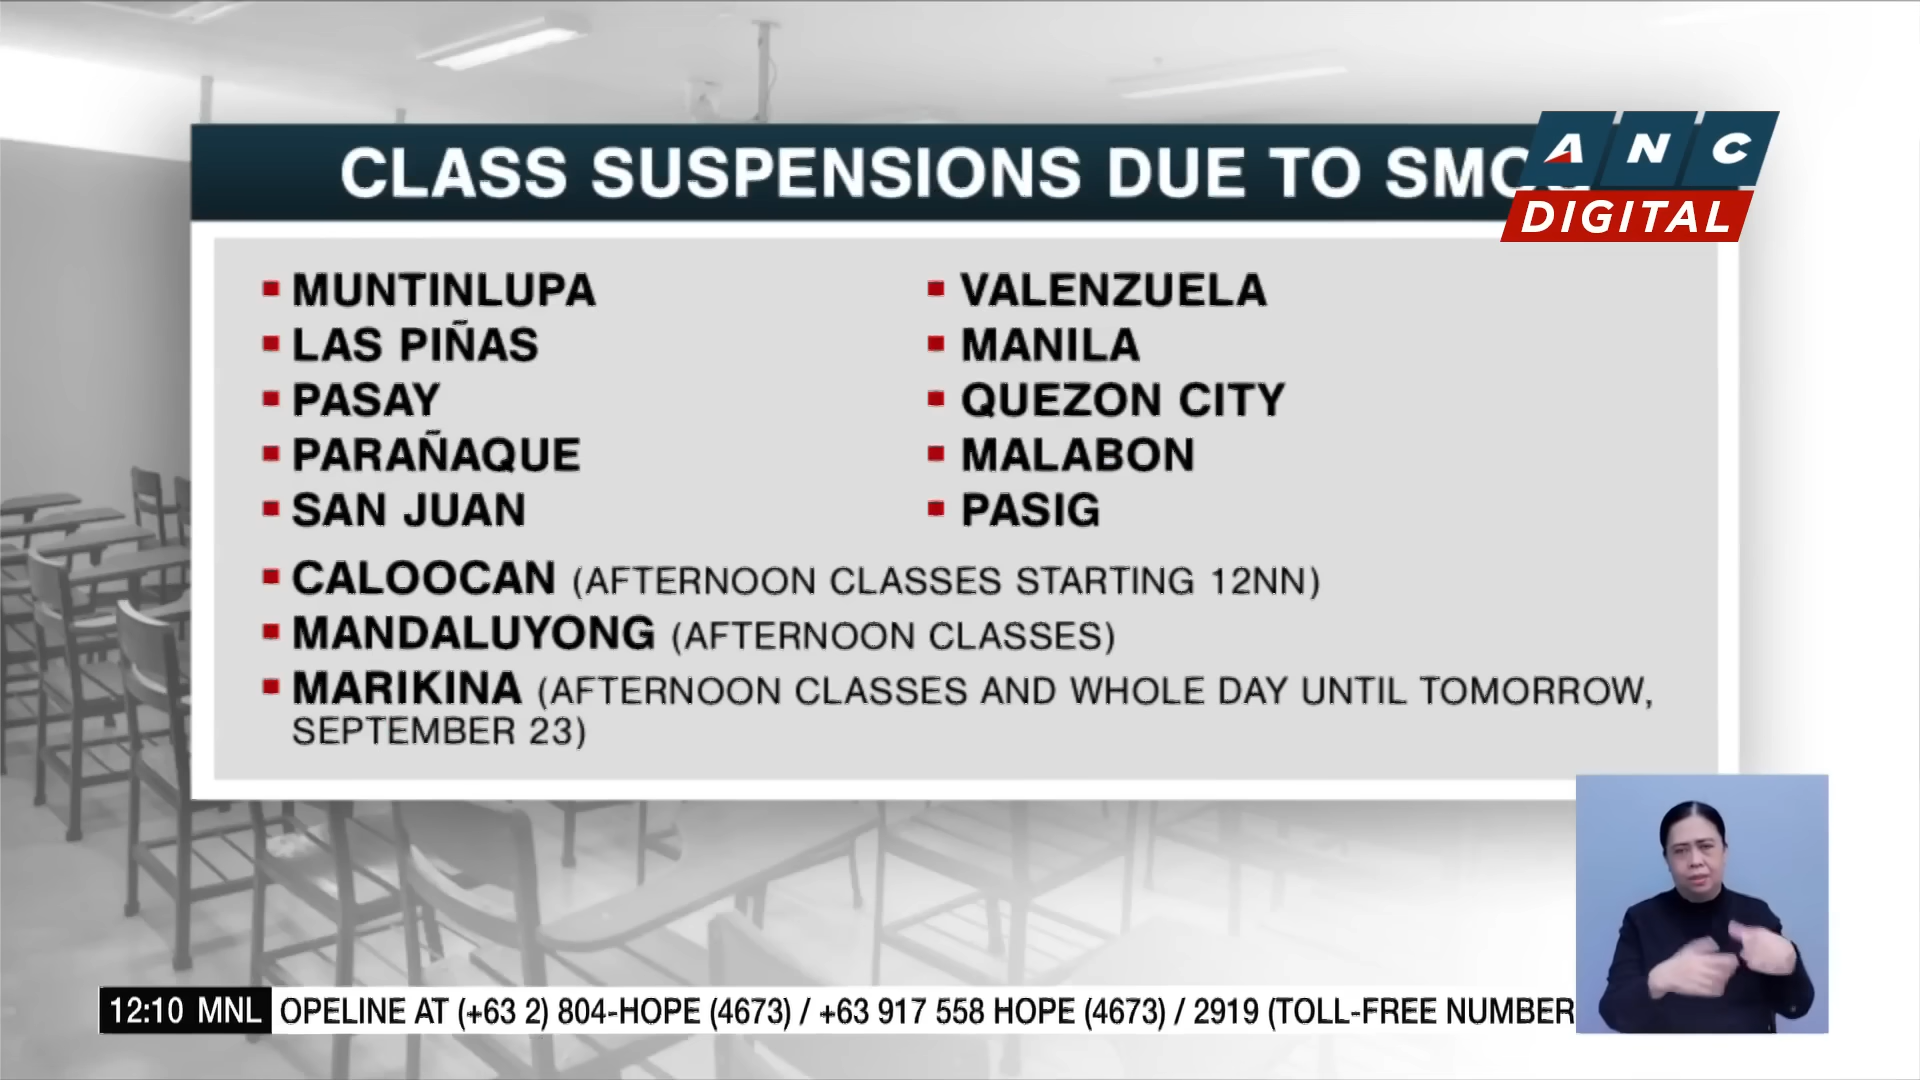 CLASS SUSPENSIONS DUE TO
ANC
DIGITAL
MUNTINLUPA
LAS PIÑAS
PASAY
PARAÑAQUE
SAN JUAN
VALENZUELA
MANILA
QUEZON CITY
MALABON
PASIG
CALOOCAN (AFTERNOON CLASSES STARTING 12NN)
MANDALUYONG (AFTERNOON CLASSES)
MARIKINA (AFTERNOON CLASSES AND WHOLE DAY UNTIL TOMORROW,
SEPTEMBER 23)
12:10 MNL OPELINE AT (+63 2) 804-HOPE (4673) / +63 917 558 HOPE (4673) / 2919 (TOLL-FREE NUMBER